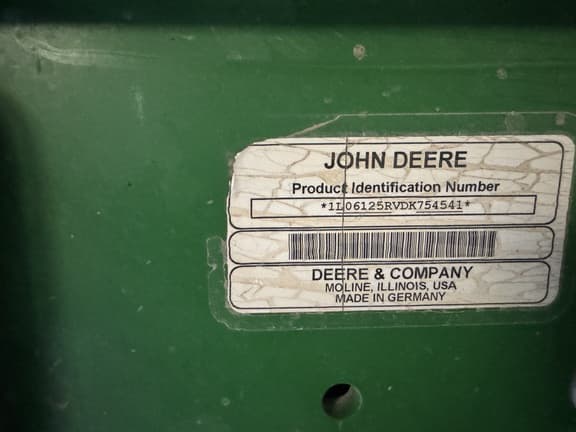 JOHN DEERE
Product Identification Number
*1L06125RVDK754541*
DEERE & COMPANY
MOLINE, ILLINOIS, USA
MADE IN GERMANY